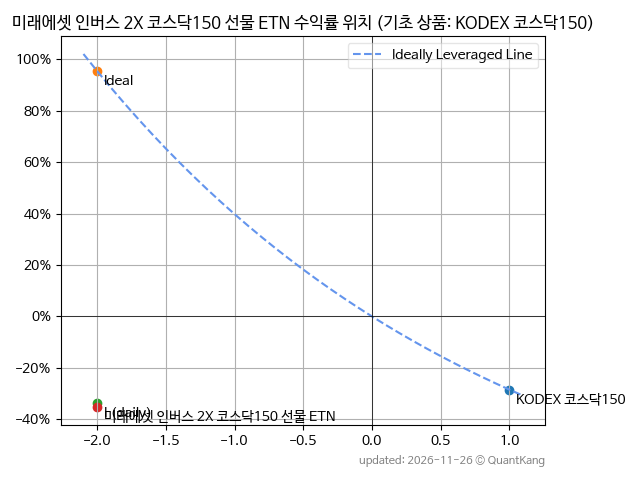 미래에셋 인버스 2X 코스닥150 선물 ETN 수익률 위치 (기초 상품: KODEX 코스닥150)
Ideally Leveraged Line
100%
80%
60%
40%
20%
0%
−20%
−40%
Ideal
KODEX 코스닥150
미래에셋 인버스 2X 코스닥150 선물 ETN
−2.0 −1.5 −1.0 −0.5 0.0 0.5 1.0
updated: 2026-11-26 © QuantKang